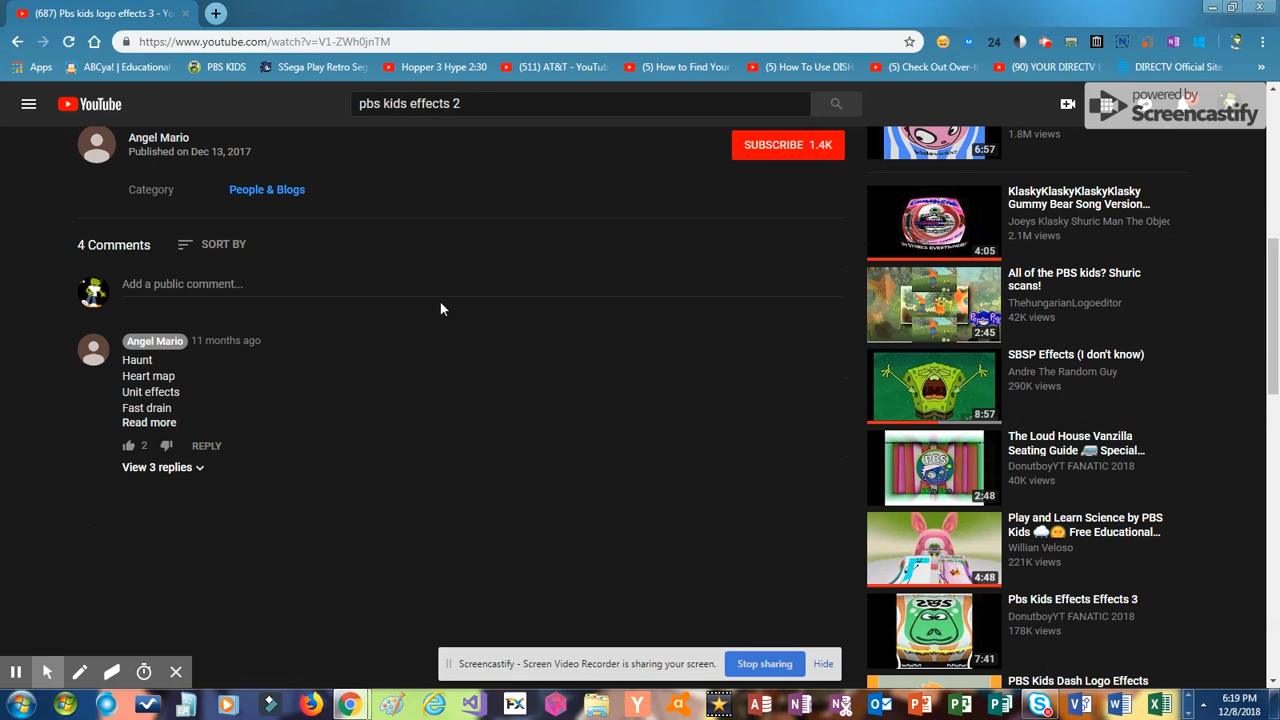 (687) Pbs kids logo effects 3 - Yo
https://www.youtube.com/watch?v=V1-ZWh0jnTM
24
Apps
ABCya! | Educational
PBS KIDS
SSega Play Retro Seg
Hopper 3 Hype 2:30
(511) AT&T - YouTub
(5) How to Find Your
(5) How To Use DISH
(5) Check Out Over-t
(90) YOUR DIRECTV
DIRECTV Official Site
YouTube
pbs kids effects 2
powered by
Screencastify
Angel Mario
Published on Dec 13, 2017
SUBSCRIBE 1.4K
Category
People & Blogs
4 Comments
SORT BY
Add a public comment...
Angel Mario 11 months ago
Haunt
Heart map
Unit effects
Fast drain
Read more
2
REPLY
View 3 replies
6:57
1.8M views
4:05
KlaskyKlaskyKlaskyKlasky
Gummy Bear Song Version...
Joeys Klasky Shuric Man The Objec
2.1M views
2:45
All of the PBS kids? Shuric
scans!
ThehungarianLogoeditor
42K views
8:57
SBSP Effects (I don't know)
Andre The Random Guy
290K views
PBS
2:48
The Loud House Vanzilla
Seating Guide 🚐 Special...
DonutboyYT FANATIC 2018
40K views
4:48
Play and Learn Science by PBS
Kids 🌧️🌞 Free Educational...
Willian Veloso
221K views
7:41
Pbs Kids Effects Effects 3
DonutboyYT FANATIC 2018
178K views
PBS Kids Dash Logo Effects
Screencastify - Screen Video Recorder is sharing your screen.
Stop sharing
Hide
6:19 PM
12/8/2018